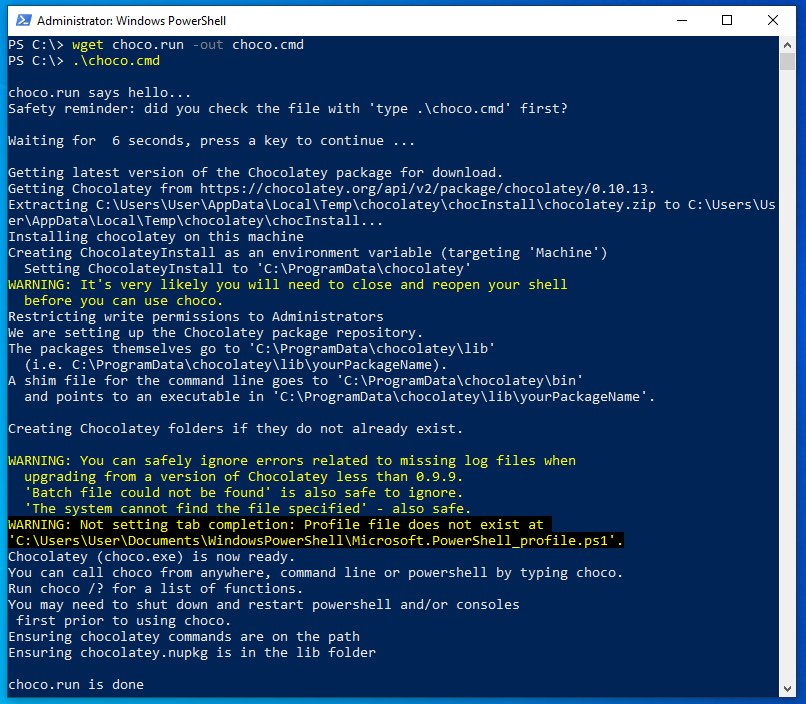 Administrator: Windows PowerShell
PS C:\> wget choco.run -out choco.cmd
PS C:\> .\choco.cmd
choco.run says hello...
Safety reminder: did you check the file with 'type .\choco.cmd' first?
Waiting for  6 seconds, press a key to continue ...
Getting latest version of the Chocolatey package for download.
Getting Chocolatey from https://chocolatey.org/api/v2/package/chocolatey/0.10.13.
Extracting C:\Users\User\AppData\Local\Temp\chocolatey\chocInstall\chocolatey.zip to C:\Users\Us
er\AppData\Local\Temp\chocolatey\chocInstall...
Installing chocolatey on this machine
Creating ChocolateyInstall as an environment variable (targeting 'Machine')
  Setting ChocolateyInstall to 'C:\ProgramData\chocolatey'
WARNING: It's very likely you will need to close and reopen your shell
  before you can use choco.
Restricting write permissions to Administrators
We are setting up the Chocolatey package repository.
The packages themselves go to 'C:\ProgramData\chocolatey\lib'
  (i.e. C:\ProgramData\chocolatey\lib\yourPackageName).
A shim file for the command line goes to 'C:\ProgramData\chocolatey\bin'
  and points to an executable in 'C:\ProgramData\chocolatey\lib\yourPackageName'.
Creating Chocolatey folders if they do not already exist.
WARNING: You can safely ignore errors related to missing log files when
  upgrading from a version of Chocolatey less than 0.9.9.
  'Batch file could not be found' is also safe to ignore.
  'The system cannot find the file specified' - also safe.
WARNING: Not setting tab completion: Profile file does not exist at
'C:\Users\User\Documents\WindowsPowerShell\Microsoft.PowerShell_profile.ps1'.
Chocolatey (choco.exe) is now ready.
You can call choco from anywhere, command line or powershell by typing choco.
Run choco /? for a list of functions.
You may need to shut down and restart powershell and/or consoles
 first prior to using choco.
Ensuring chocolatey commands are on the path
Ensuring chocolatey.nupkg is in the lib folder
choco.run is done